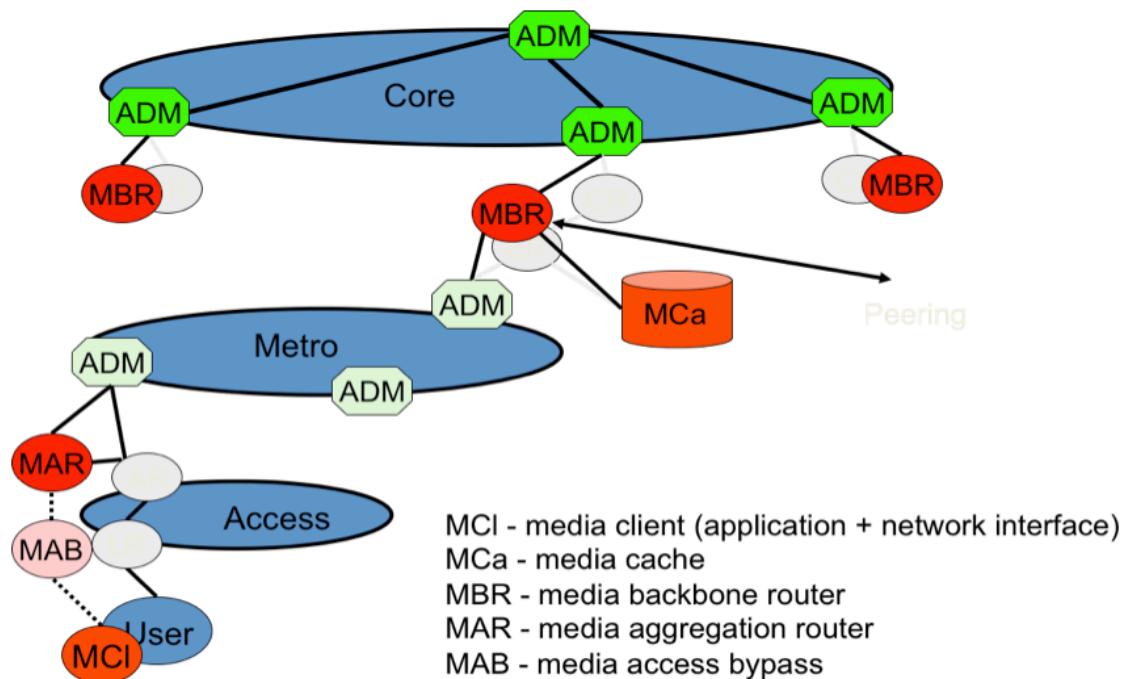 ADM
Core
ADM
ADM
ADM
MBR
MBR
MBR
ADM
MCa
Peering
Metro
ADM
ADM
MAR
Access
MAB
User
MCl
MCl - media client (application + network interface)
MCa - media cache
MBR - media backbone router
MAR - media aggregation router
MAB - media access bypass